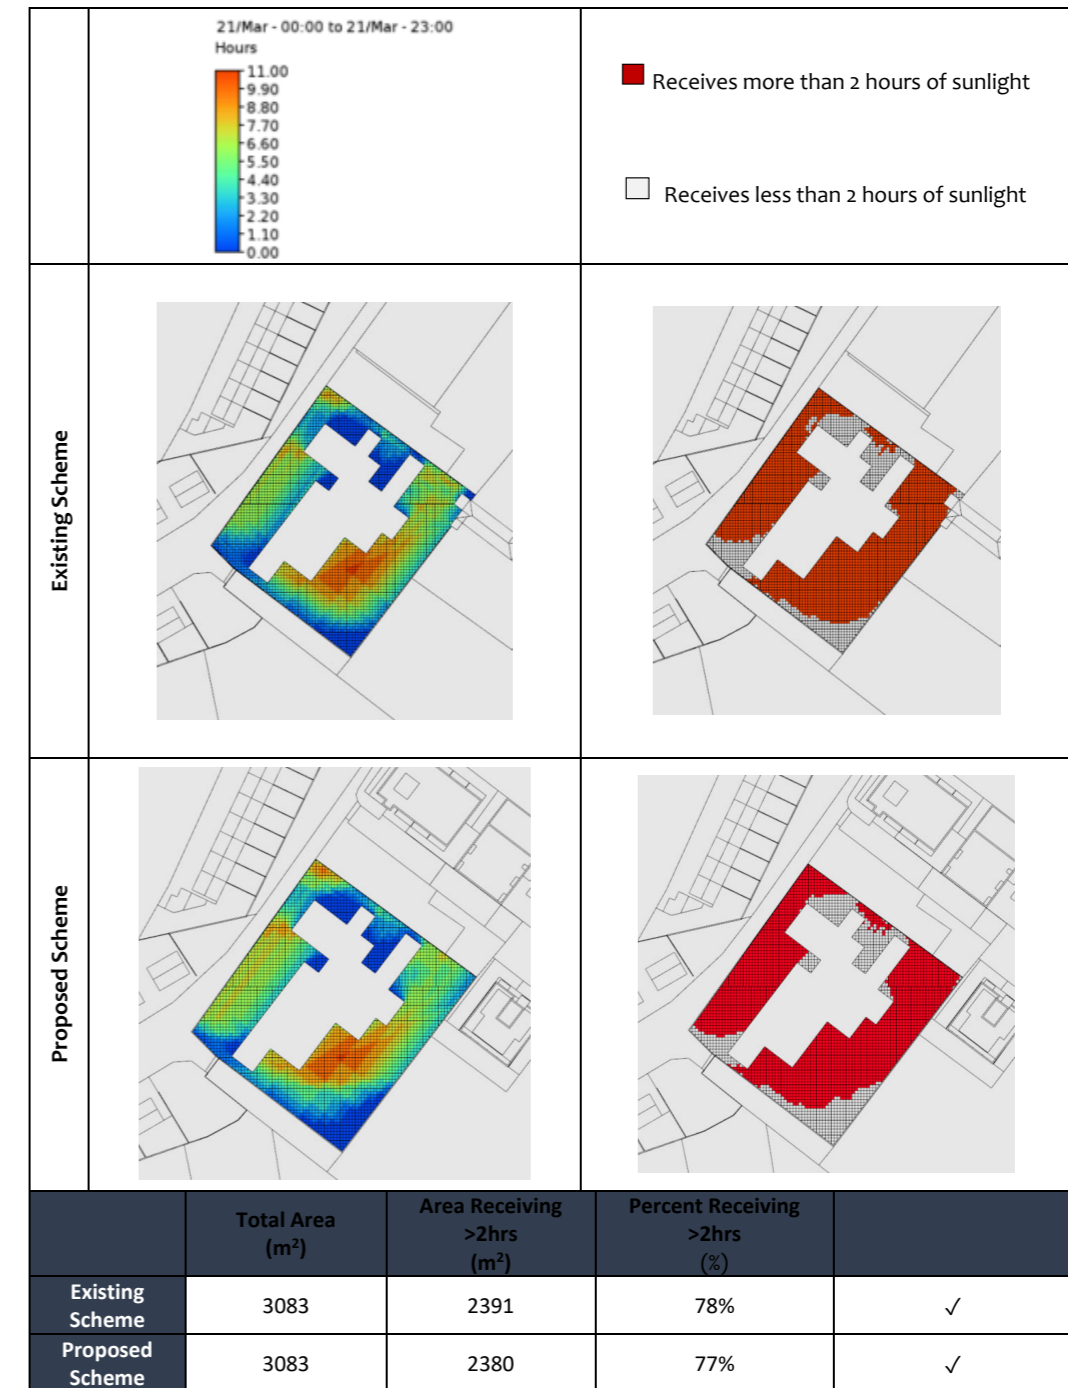 21/Mar - 00:00 to 21/Mar - 23:00
Hours
11.00
9.90
8.80
7.70
6.60
5.50
4.40
3.30
2.20
1.10
0.00
Receives more than 2 hours of sunlight
Receives less than 2 hours of sunlight
Existing Scheme
Proposed Scheme
Total Area
(m²)
Area Receiving
>2hrs
(m²)
Percent Receiving
>2hrs
(%)
Existing
Scheme
3083
2391
78%
✓
Proposed
Scheme
3083
2380
77%
✓